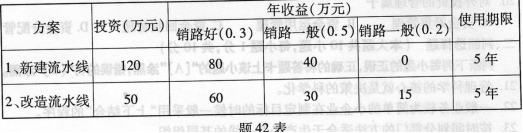 20.
方案 投资(万元) 年收益(万元) 使用期限
销路好(0.3) 销路一般(0.5) 销路一般(0.2)
1、新建流水线 120 80 40 0 5年
2、改造流水线 50 60 30 15 5年
题42表